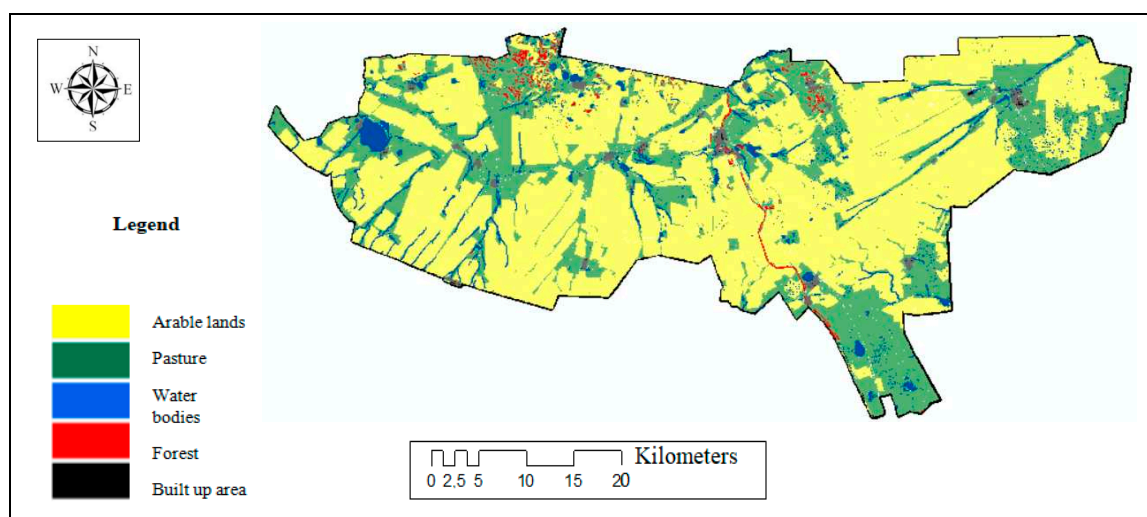 N
W E
S
Legend
Arable lands
Pasture
Water
bodies
Forest
Built up area
Kilometers
0 2,5 5 10 15 20